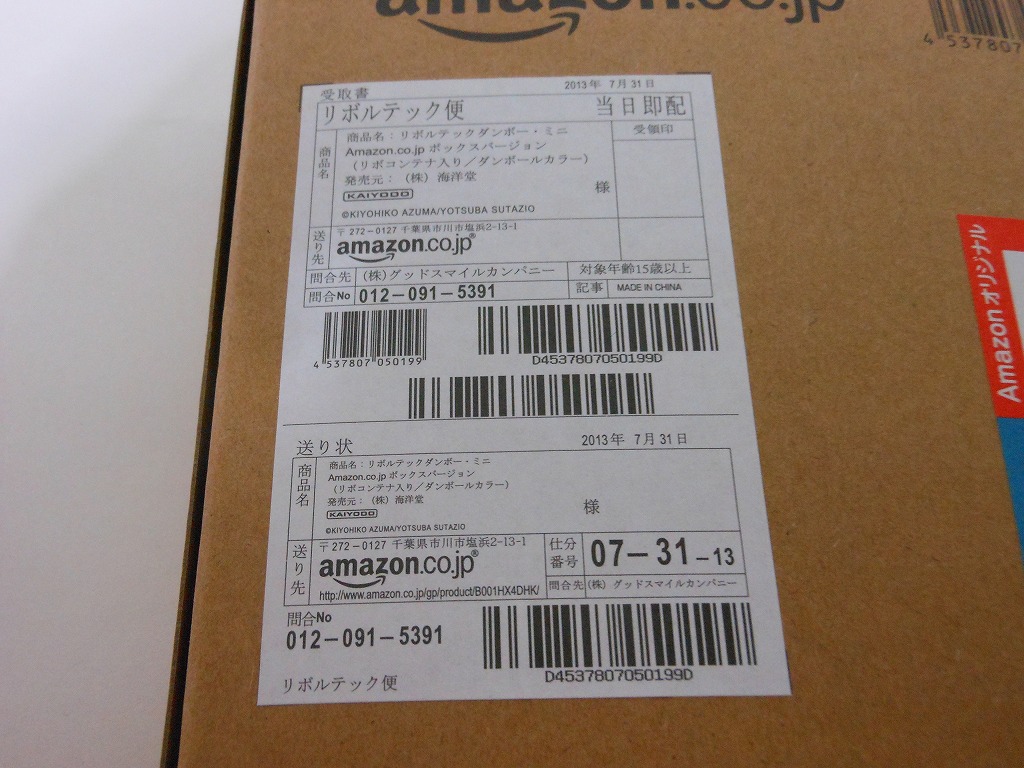 amazon.co.jp
4 537807
受取書
2013年 7月31日
リボルテック便
当日即配
商品名
商品名：リボルテックダンボー・ミニ
Amazon.co.jp ボックスバージョン
（リボコンテナ入り／ダンボールカラー）
発売元：（株）海洋堂
KAIYODO
様
©KIYOHIKO AZUMA/YOTSUBA SUTAZIO
受領印
送り先
〒272－0127 千葉県市川市塩浜2-13-1
amazon.co.jp®
問合先
（株）グッドスマイルカンパニー
対象年齢15歳以上
問合No
012－091－5391
記事
MADE IN CHINA
4 537807 050199
D4537807050199D
送り状
2013年 7月31日
商品名
商品名：リボルテックダンボー・ミニ
Amazon.co.jp ボックスバージョン
（リボコンテナ入り／ダンボールカラー）
発売元：（株）海洋堂
KAIYODO
様
©KIYOHIKO AZUMA/YOTSUBA SUTAZIO
送り先
〒272－0127 千葉県市川市塩浜2-13-1
amazon.co.jp®
http://www.amazon.co.jp/gp/product/B001HX4DHK/
仕分番号
07－31－13
問合先
（株）グッドスマイルカンパニー
問合No
012－091－5391
D4537807050199D
リボルテック便
Amazon オリジナル